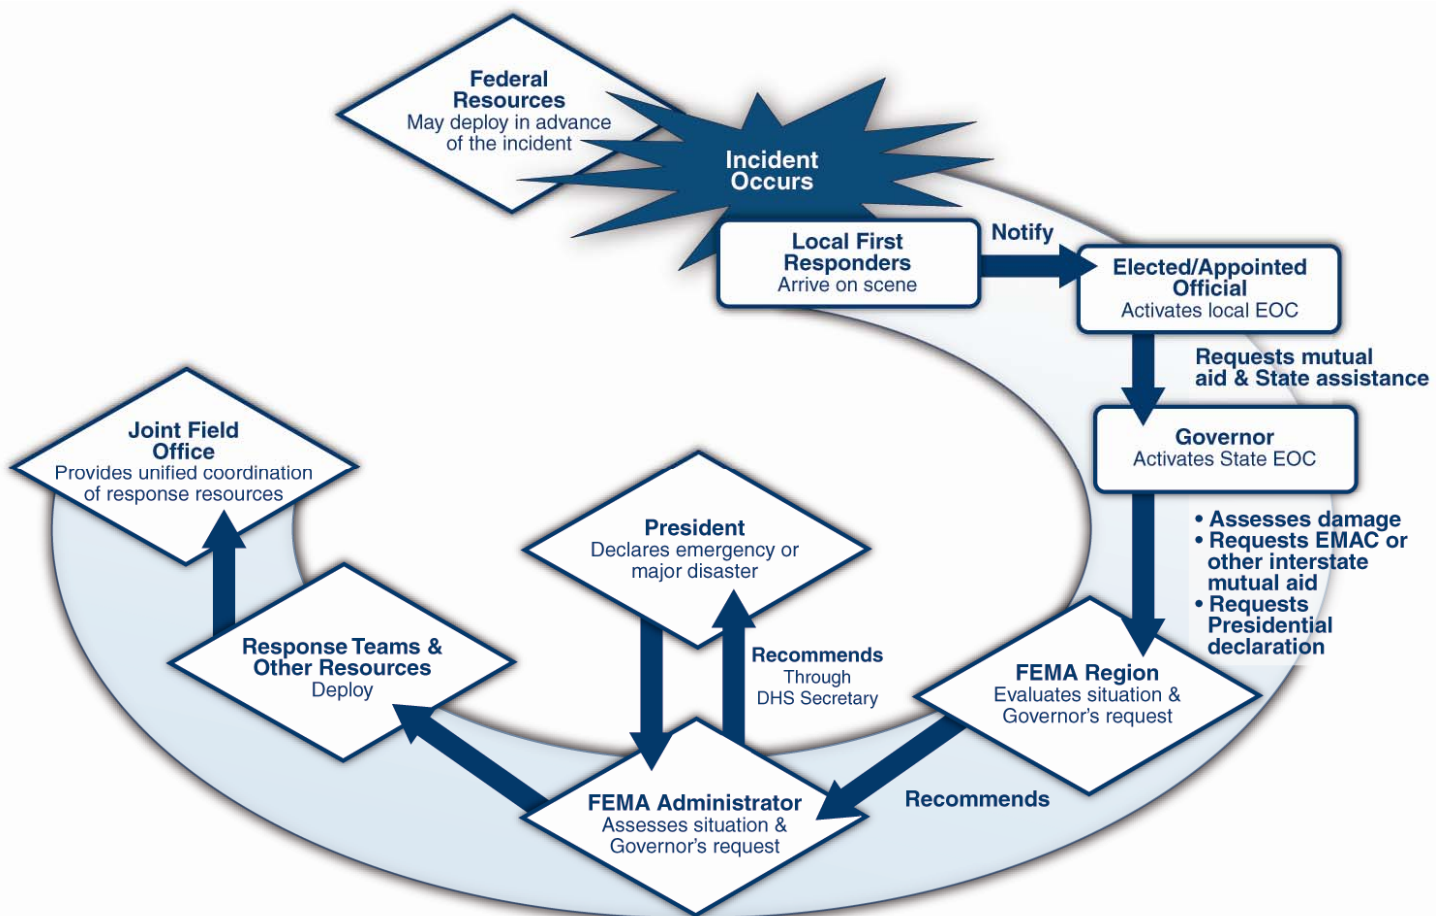 Federal
Resources
May deploy in advance
of the incident
Incident
Occurs
Local First
Responders
Arrive on scene
Notify
Elected/Appointed
Official
Activates local EOC
Requests mutual
aid & State assistance
Governor
Activates State EOC
• Assesses damage
• Requests EMAC or
other interstate
mutual aid
• Requests
Presidential
declaration
FEMA Region
Evaluates situation &
Governor's request
Recommends
FEMA Administrator
Assesses situation &
Governor's request
Recommends
Through
DHS Secretary
President
Declares emergency or
major disaster
Response Teams &
Other Resources
Deploy
Joint Field
Office
Provides unified coordination
of response resources